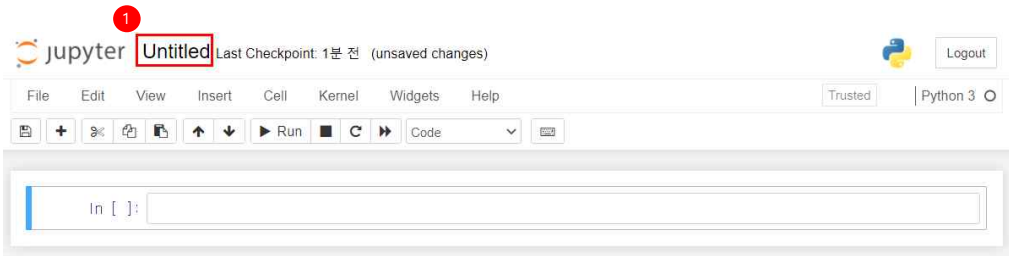 1
jupyter Untitled Last Checkpoint: 1분 전 (unsaved changes) Logout
File Edit View Insert Cell Kernel Widgets Help Trusted Python 3
Run Code
In [ ]: